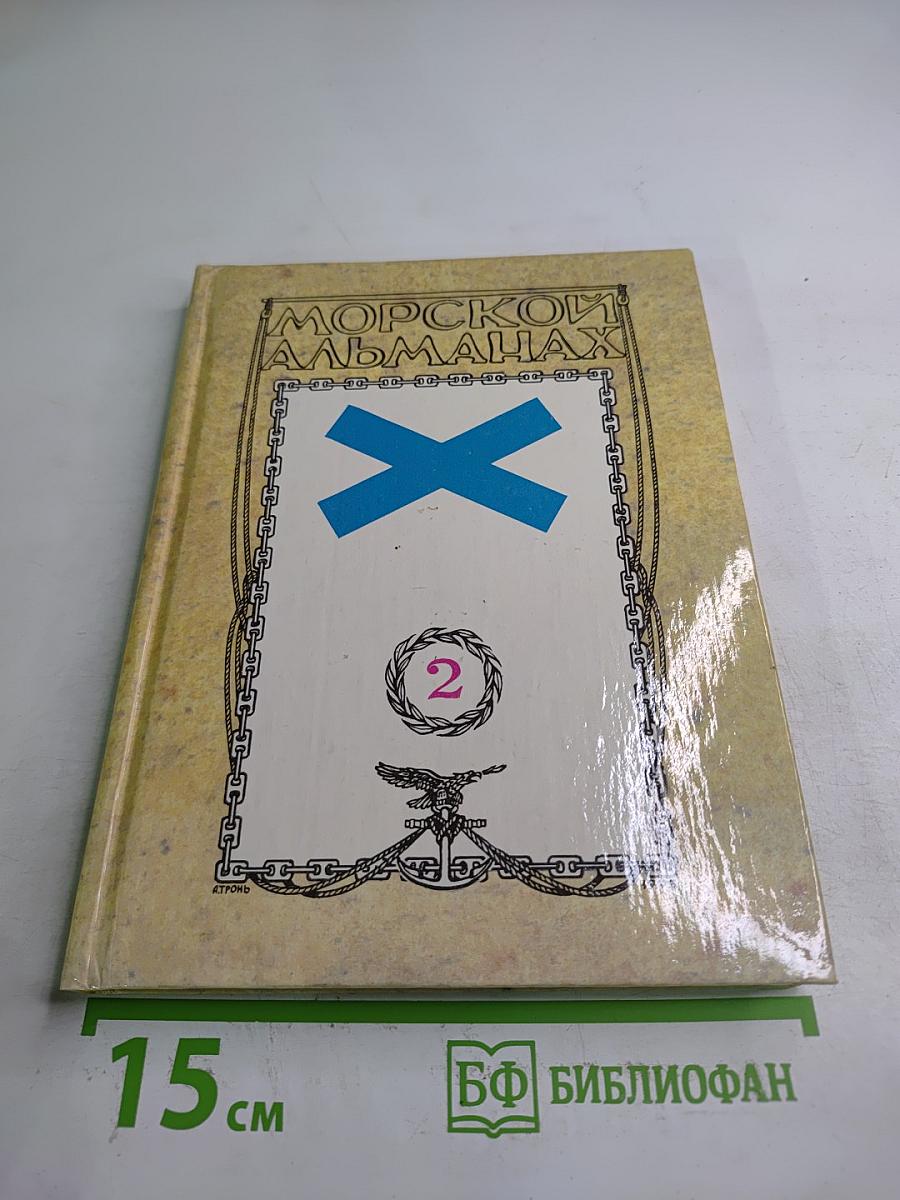 МОРСКОЙ
АЛЬМАНАХ
2
А.ТРОНЬ
15 см
БФ БИБЛИОФАН